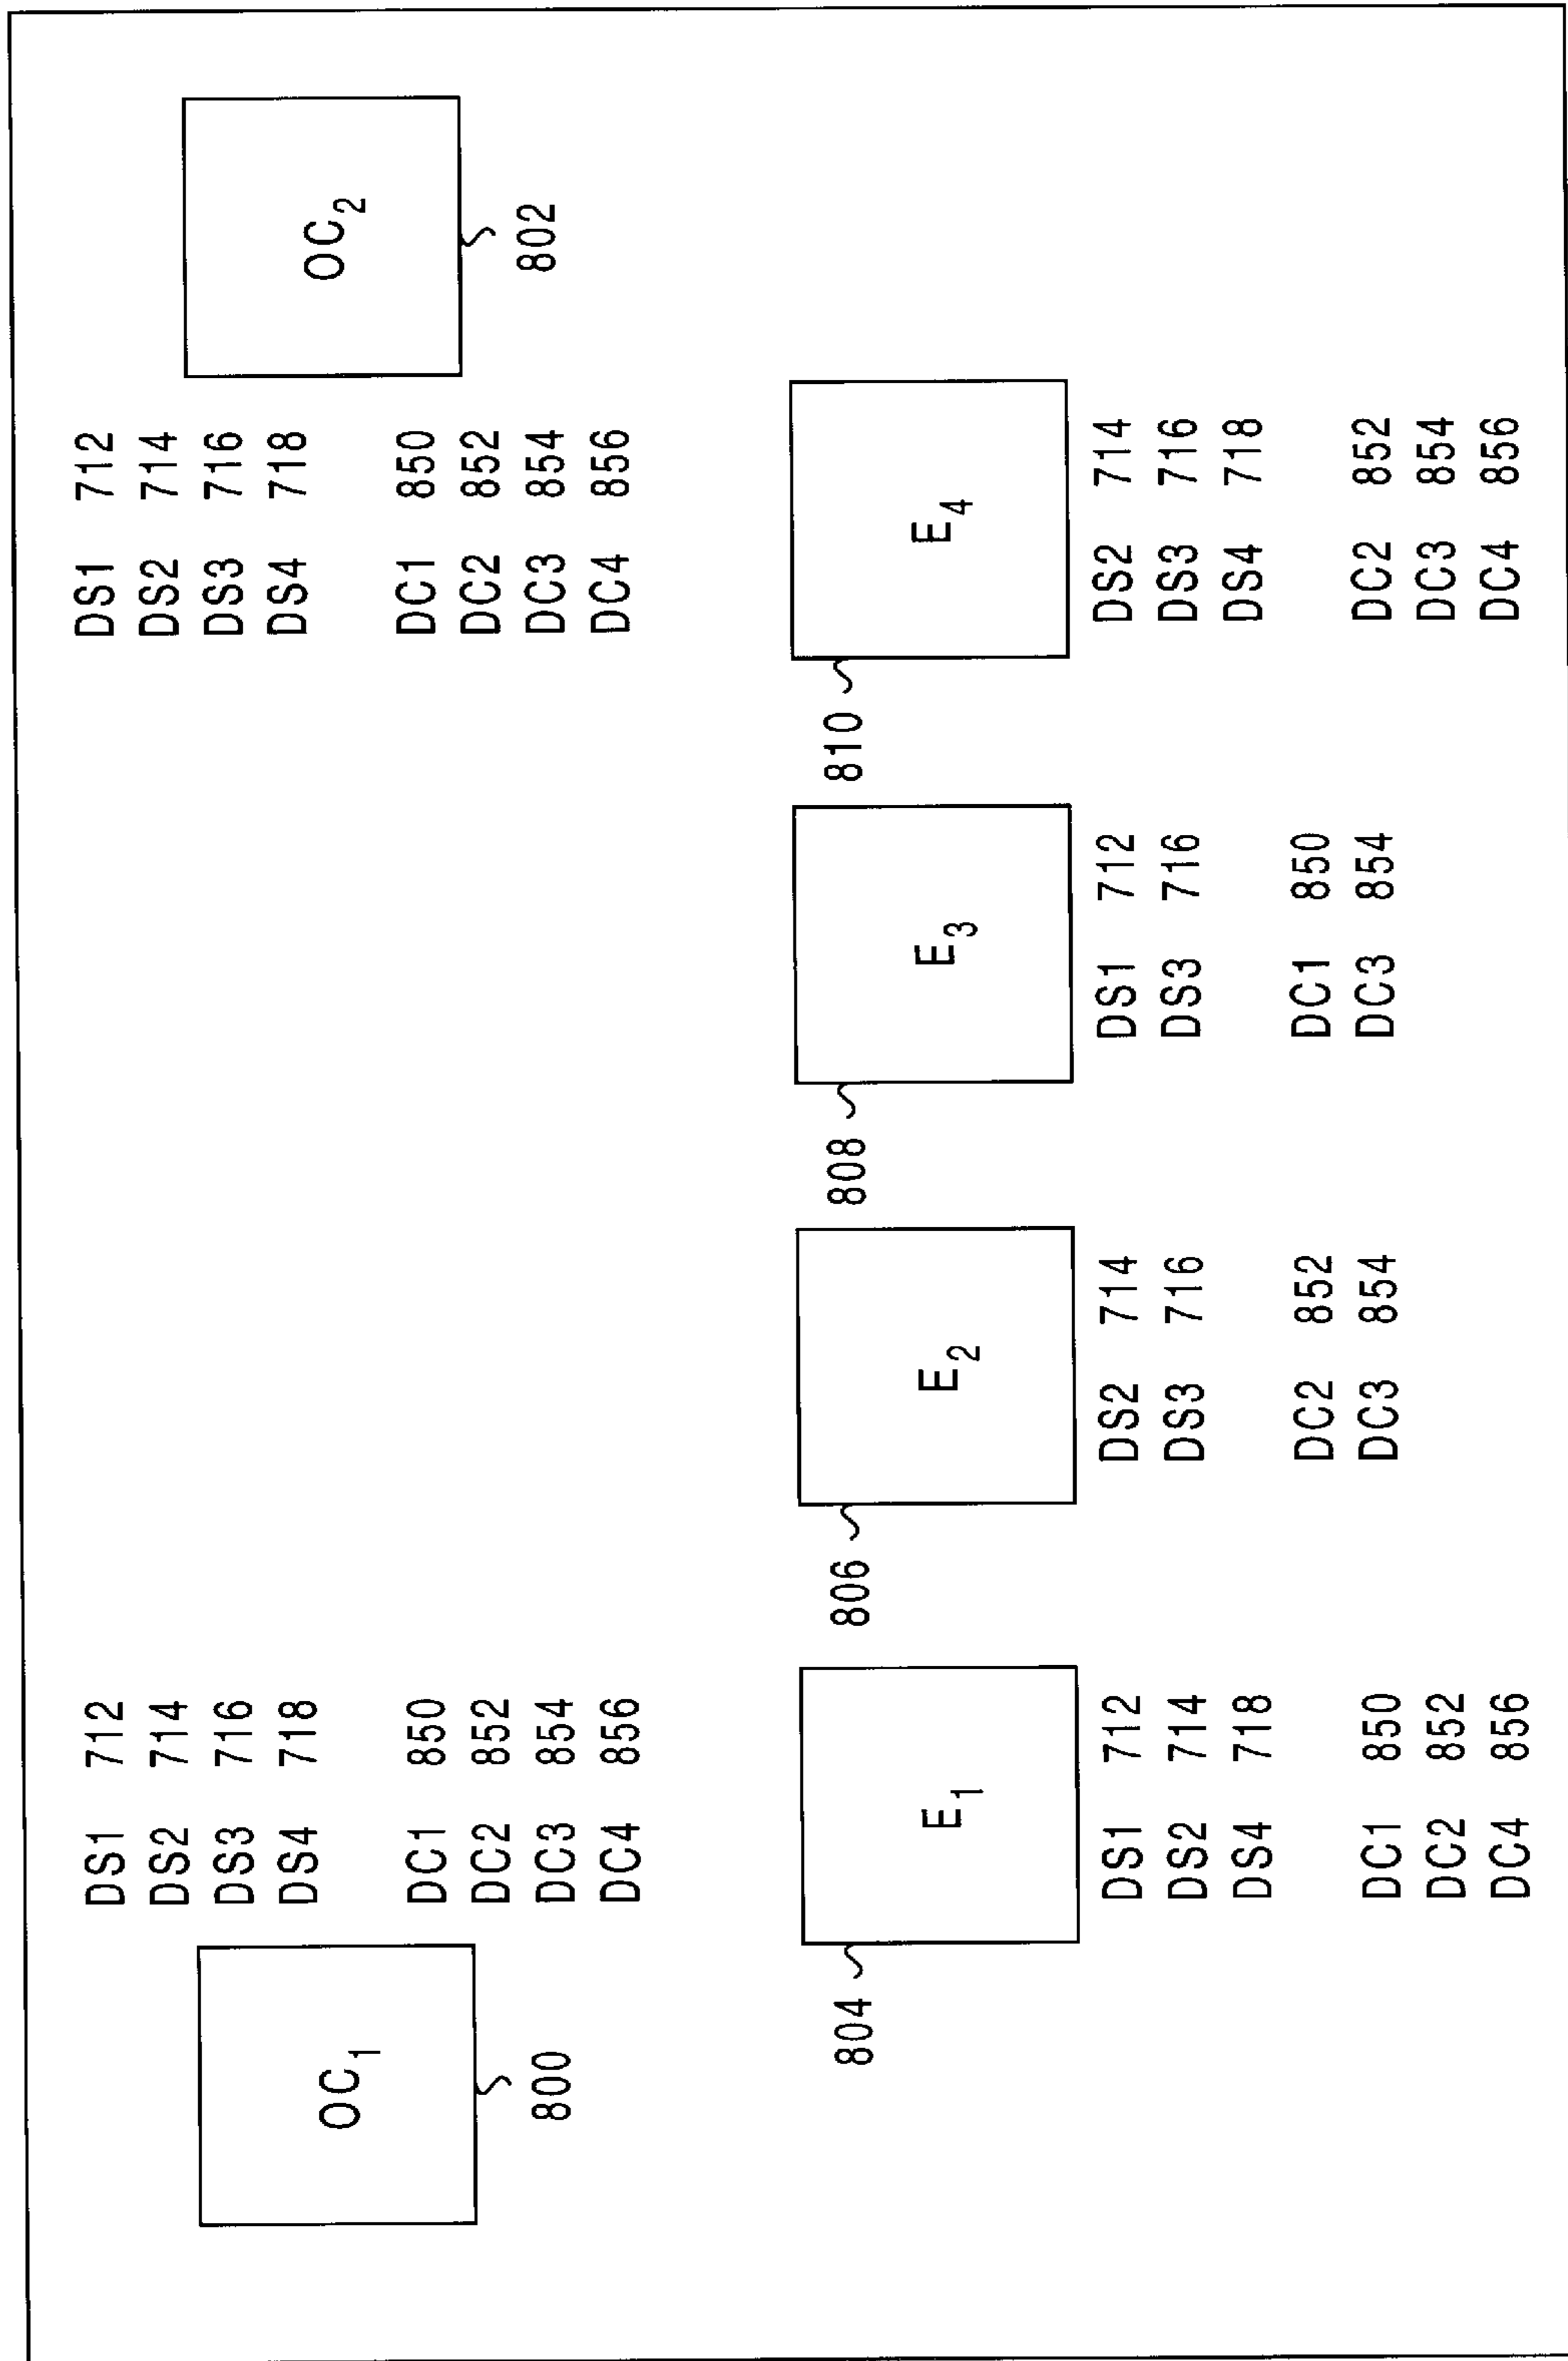 DS1 712
DS2 714
DS3 716
DS4 718
DC1 850
DC2 852
DC3 854
DC4 856
OC1
800
DS1 712
DS2 714
DS3 716
DS4 718
DC1 850
DC2 852
DC3 854
DC4 856
OC2
802
804
E1
DS1 712
DS2 714
DS4 718
DC1 850
DC2 852
DC4 856
806
E2
DS2 714
DS3 716
DC2 852
DC3 854
808
E3
DS1 712
DS3 716
DC1 850
DC3 854
810
E4
DS2 714
DS3 716
DS4 718
DC2 852
DC3 854
DC4 856